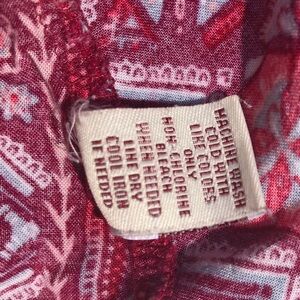 MACHINE WASH
COLD WITH
LIKE COLORS
ONLY
NON-CHLORINE
BLEACH
WHEN NEEDED
LINE DRY
COOL IRON
IF NEEDED